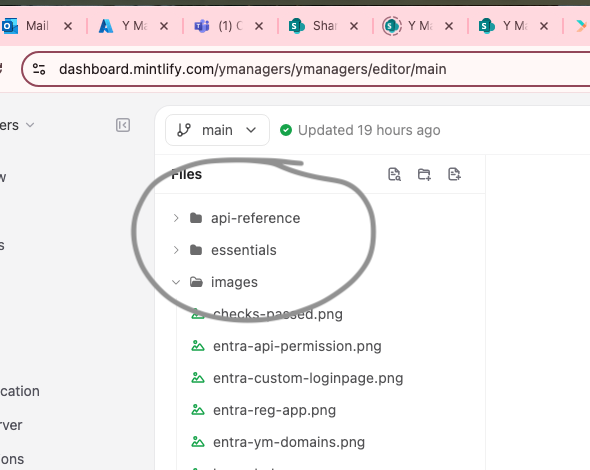 Mail
Y Ma
(1) C
Shar
Y Ma
Y Ma
dashboard.mintlify.com/ymanagers/ymanagers/editor/main
ers
main
Updated 19 hours ago
Files
api-reference
essentials
images
checks-passed.png
entra-api-permission.png
entra-custom-loginpage.png
entra-reg-app.png
entra-ym-domains.png
cation
rver
ons